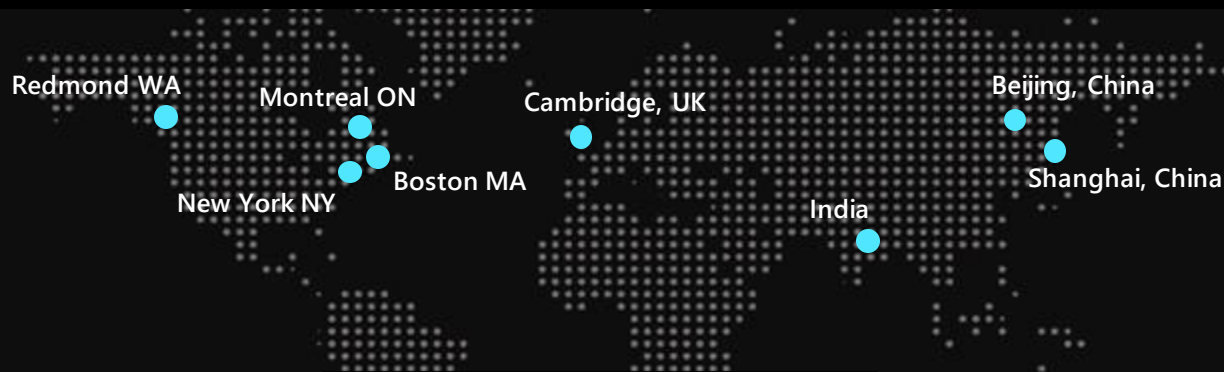 Redmond WA
Montreal ON
Cambridge, UK
Beijing, China
Boston MA
Shanghai, China
New York NY
India